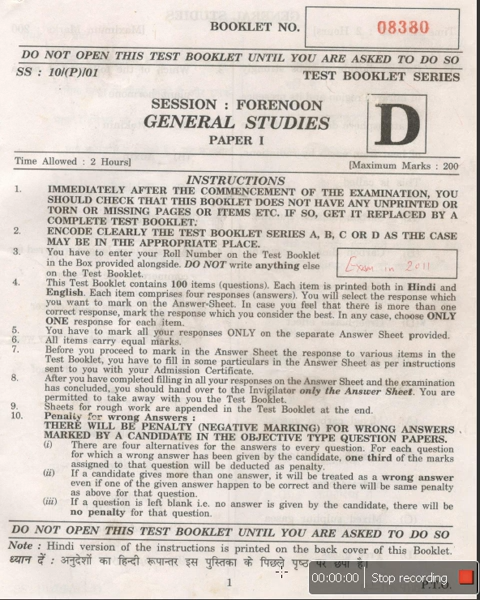 BOOKLET NO. 08380
DO NOT OPEN THIS TEST BOOKLET UNTIL YOU ARE ASKED TO DO SO
SS : 10/(P)/01 TEST BOOKLET SERIES
SESSION : FORENOON
GENERAL STUDIES
PAPER I
D
Time Allowed : 2 Hours] [Maximum Marks : 200
INSTRUCTIONS
1. IMMEDIATELY AFTER THE COMMENCEMENT OF THE EXAMINATION, YOU
SHOULD CHECK THAT THIS BOOKLET DOES NOT HAVE ANY UNPRINTED OR
TORN OR MISSING PAGES OR ITEMS ETC. IF SO, GET IT REPLACED BY A
COMPLETE TEST BOOKLET.
2. ENCODE CLEARLY THE TEST BOOKLET SERIES A, B, C OR D AS THE CASE
MAY BE IN THE APPROPRIATE PLACE.
3. You have to enter your Roll Number on the Test Booklet
in the Box provided alongside. DO NOT write anything else
on the Test Booklet.
Exam in 2011
4. This Test Booklet contains 100 items (questions). Each item is printed both in Hindi and
English. Each item comprises four responses (answers). You will select the response which
you want to mark on the Answer-Sheet. In case you feel that there is more than one
correct response, mark the response which you consider the best. In any case, choose ONLY
ONE response for each item.
5. You have to mark all your responses ONLY on the separate Answer Sheet provided.
6. All items carry equal marks.
7. Before you proceed to mark in the Answer Sheet the response to various items in the
Test Booklet, you have to fill in some particulars in the Answer Sheet as per instructions
sent to you with your Admission Certificate.
8. After you have completed filling in all your responses on the Answer Sheet and the examination
has concluded, you should hand over to the Invigilator only the Answer Sheet. You are
permitted to take away with you the Test Booklet.
9. Sheets for rough work are appended in the Test Booklet at the end.
10. Penalty for wrong Answers :
THERE WILL BE PENALTY (NEGATIVE MARKING) FOR WRONG ANSWERS
MARKED BY A CANDIDATE IN THE OBJECTIVE TYPE QUESTION PAPERS.
(i) There are four alternatives for the answers to every question. For each question
for which a wrong answer has been given by the candidate, one third of the marks
assigned to that question will be deducted as penalty.
(ii) If a candidate gives more than one answer, it will be treated as a wrong answer
even if one of the given answer happens to be correct and there will be same penalty
as above for that question.
(iii) If a question is left blank i.e. no answer is given by the candidate, there will be
no penalty for that question.
DO NOT OPEN THIS TEST BOOKLET UNTIL YOU ARE ASKED TO DO SO
Note : Hindi version of the instructions is printed on the back cover of this Booklet.
ध्यान दें : अनुदेशों का हिन्दी रूपान्तर इस पुस्तिका के पिछले पृष्ठ पर छपा है।
1 P.T.O.
00:00:00 Stop recording